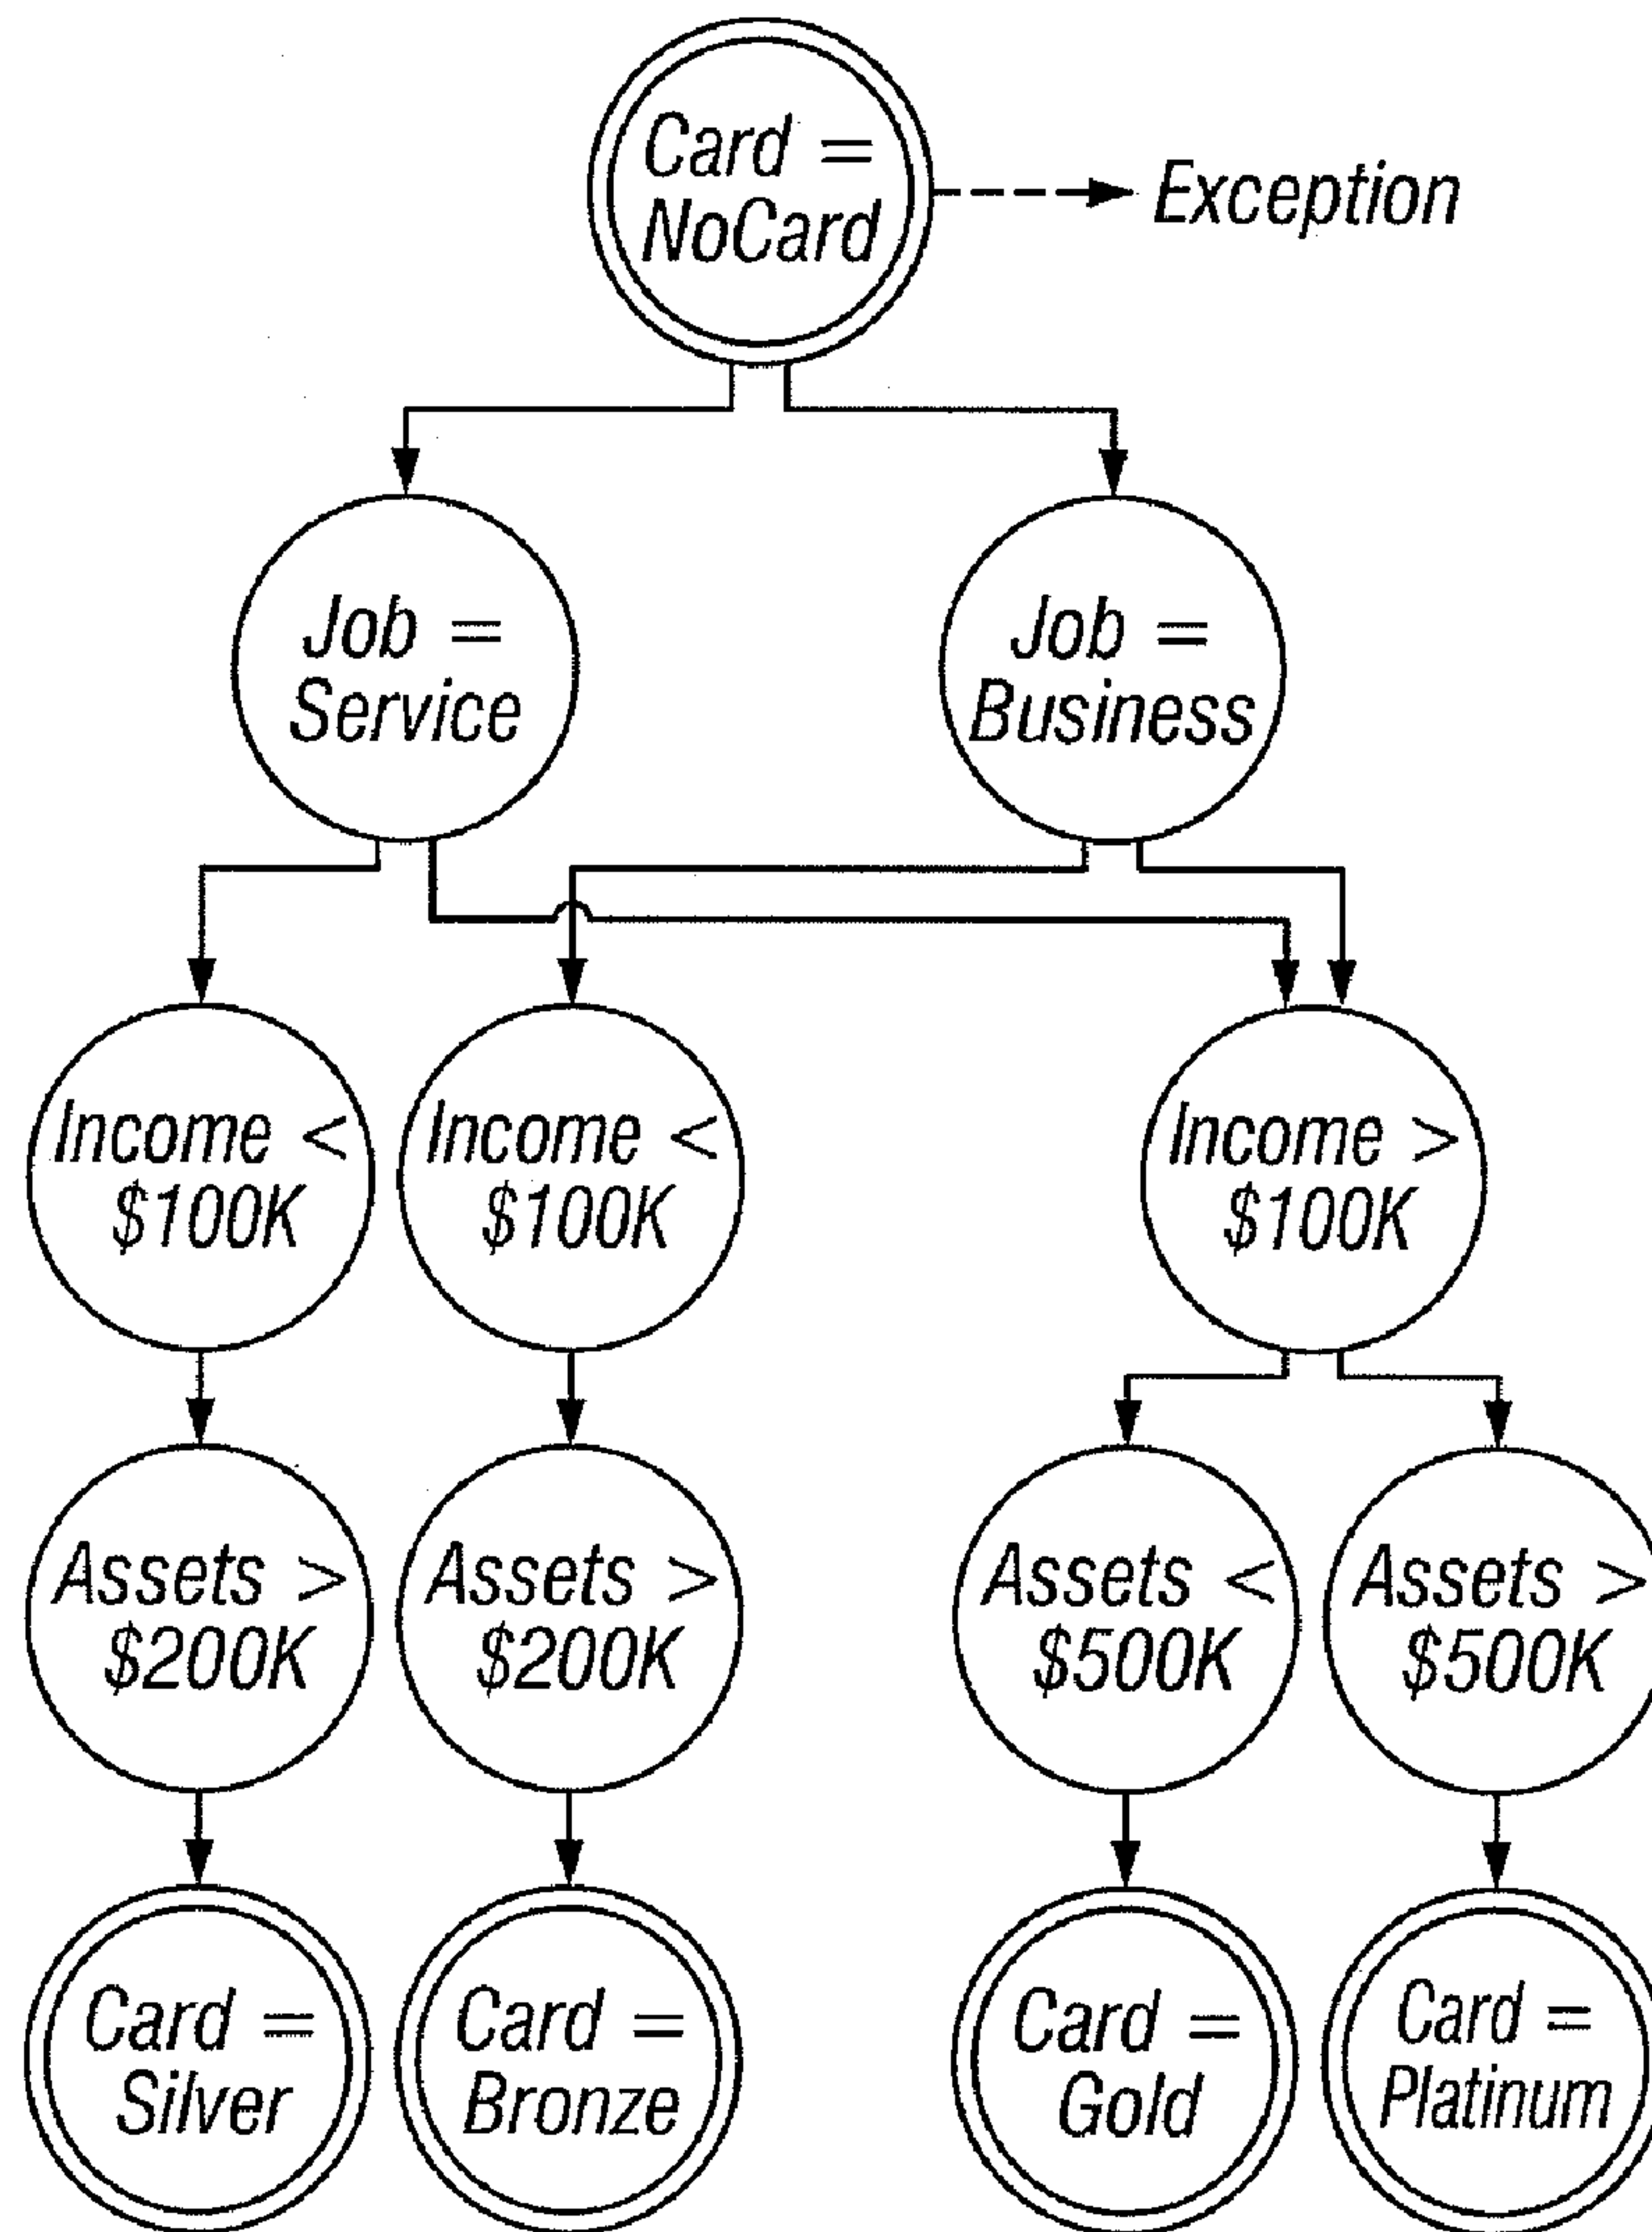 Card =
NoCard
Exception
Job =
Service
Job =
Business
Income <
$100K
Income <
$100K
Income >
$100K
Assets >
$200K
Assets >
$200K
Assets <
$500K
Assets >
$500K
Card =
Silver
Card =
Bronze
Card =
Gold
Card =
Platinum